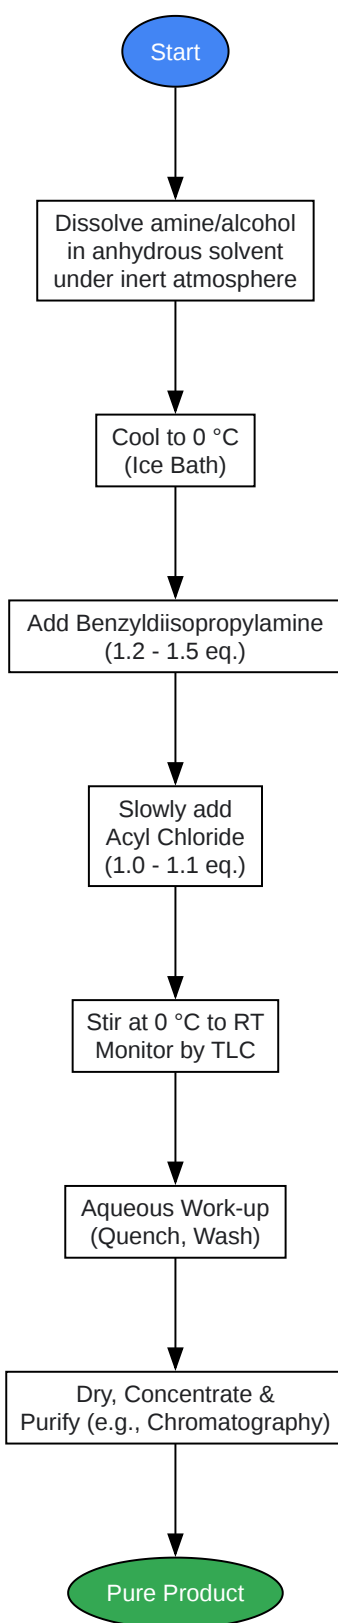 Start
Dissolve amine/alcohol
in anhydrous solvent
under inert atmosphere
Cool to 0 °C
(Ice Bath)
Add Benzyldiisopropylamine
(1.2 - 1.5 eq.)
Slowly add
Acyl Chloride
(1.0 - 1.1 eq.)
Stir at 0 °C to RT
Monitor by TLC
Aqueous Work-up
(Quench, Wash)
Dry, Concentrate &
Purify (e.g., Chromatography)
Pure Product